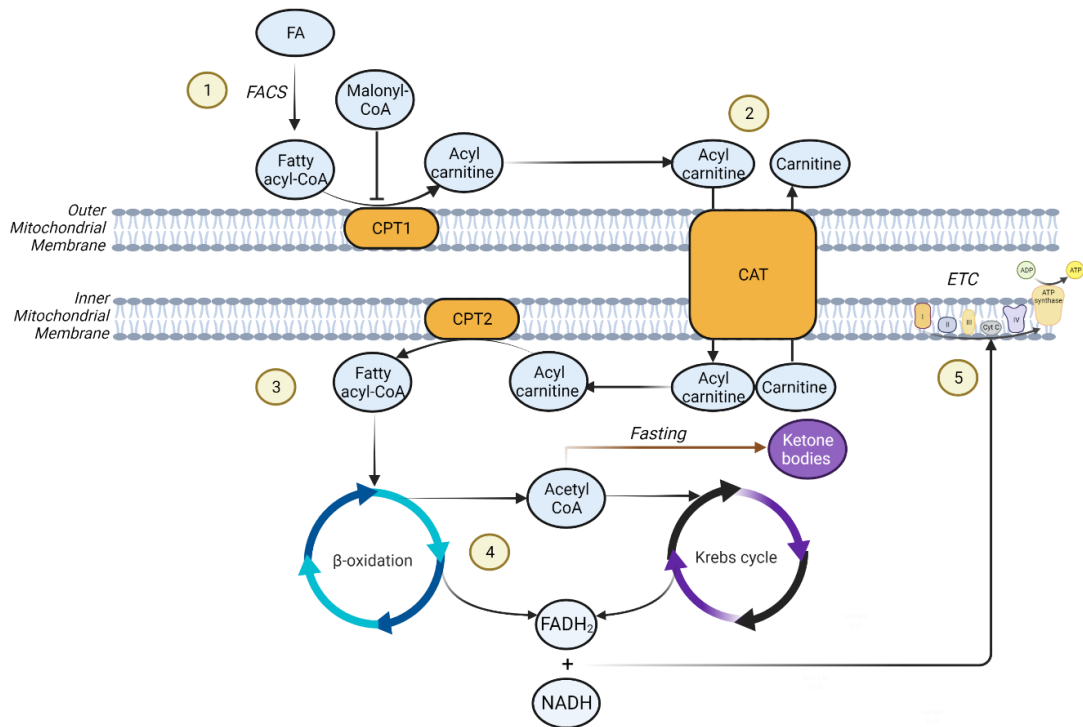 FA
1
FACS
Malonyl-
CoA
2
Fatty
acyl-CoA
Acyl
carnitine
Acyl
carnitine
Carnitine
Outer
Mitochondrial
Membrane
CPT1
CAT
ETC
ADP
ATP
ATP
synthase
Inner
Mitochondrial
Membrane
CPT2
I
II
III
Cyt C
IV
3
Fatty
acyl-CoA
Acyl
carnitine
Acyl
carnitine
Carnitine
5
Fasting
Ketone
bodies
Acetyl
CoA
β-oxidation
4
Krebs cycle
FADH₂
+
NADH